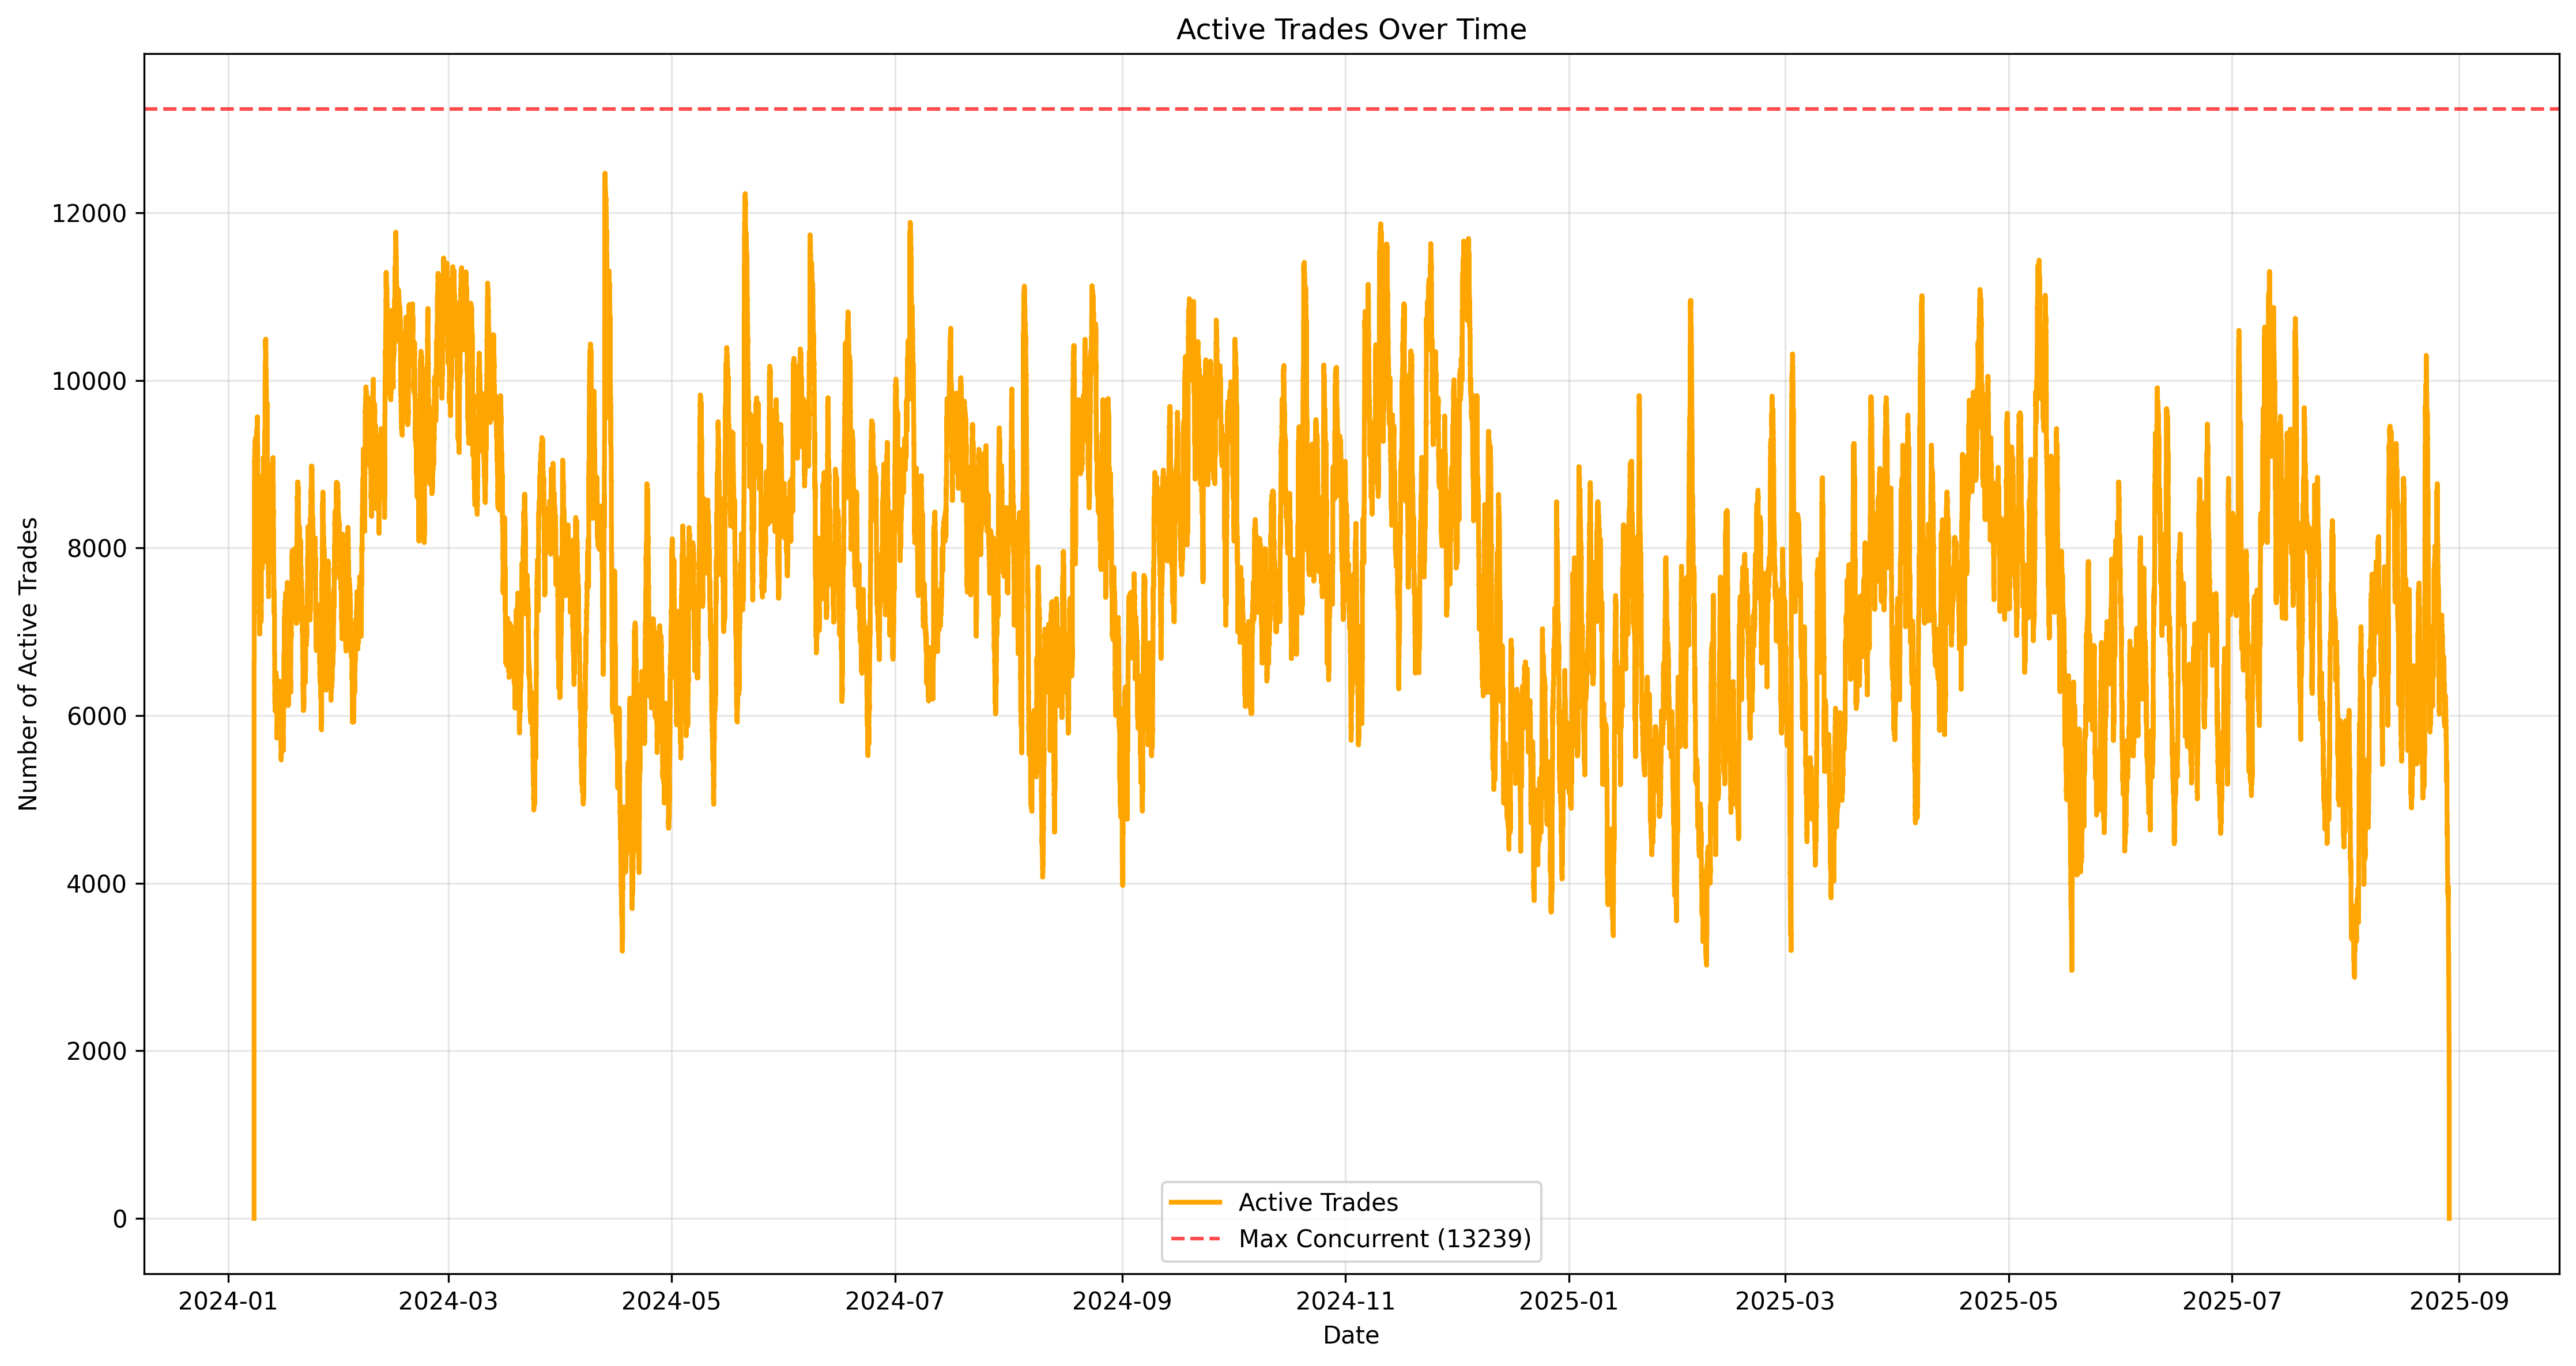 Active Trades Over Time
Number of Active Trades
12000
10000
8000
6000
4000
2000
0
Active Trades
Max Concurrent (13239)
2024-01 2024-03 2024-05 2024-07 2024-09 2024-11 2025-01 2025-03 2025-05 2025-07 2025-09
Date